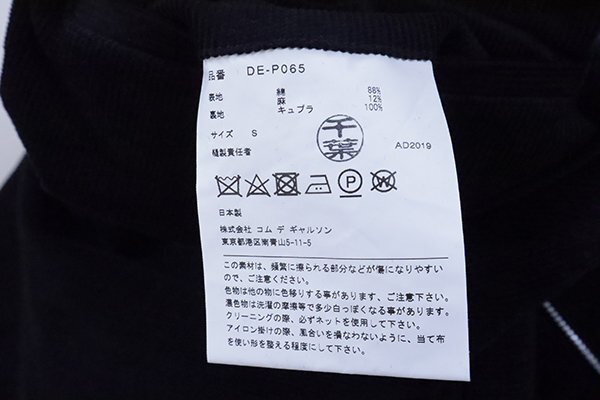 品番 DE-P065
表地 綿 88%
麻 12%
裏地 キュプラ 100%
サイズ S
縫製責任者 千葉 AD2019
P W
日本製
株式会社 コム デ ギャルソン
東京都港区南青山5-11-5
この素材は、頻繁に擦られる部分などが傷になりやすい
ので、ご注意ください。
色物は他の物に色移りする事があります、ご注意ください。
濃色物は洗濯の摩擦等で多少白っぽくなる事があります。
クリーニングの際、必ずネットを使用して下さい。
アイロン掛けの際、風合いを損なわないように、当て布
を使い形を整える程度にして下さい。